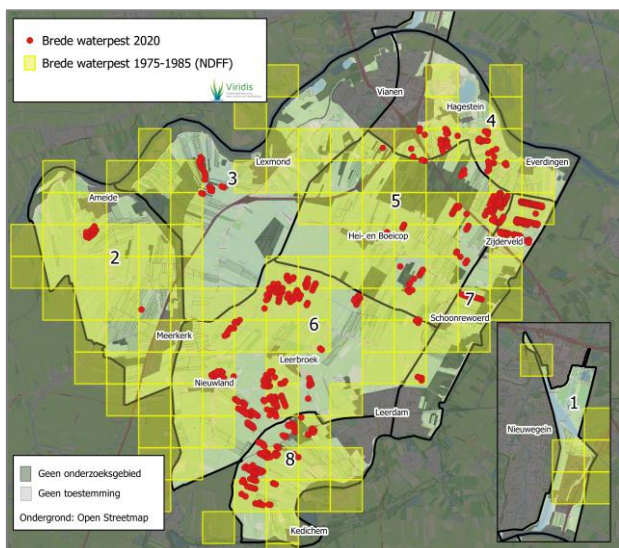 Brede waterpest 2020
Brede waterpest 1975-1985 (NDFF)
Viridis
Vianen
Hagestein
4
Everdingen
Lexmond
3
Ameide
5
2
Hei- en Boeicop
Zijderveld
7
Schoonrewoerd
6
Meerkerk
Leerbroek
Nieuwland
Leerdam
1
Nieuwegein
8
Kedichem
Geen onderzoeksgebied
Geen toestemming
Ondergrond: Open Streetmap